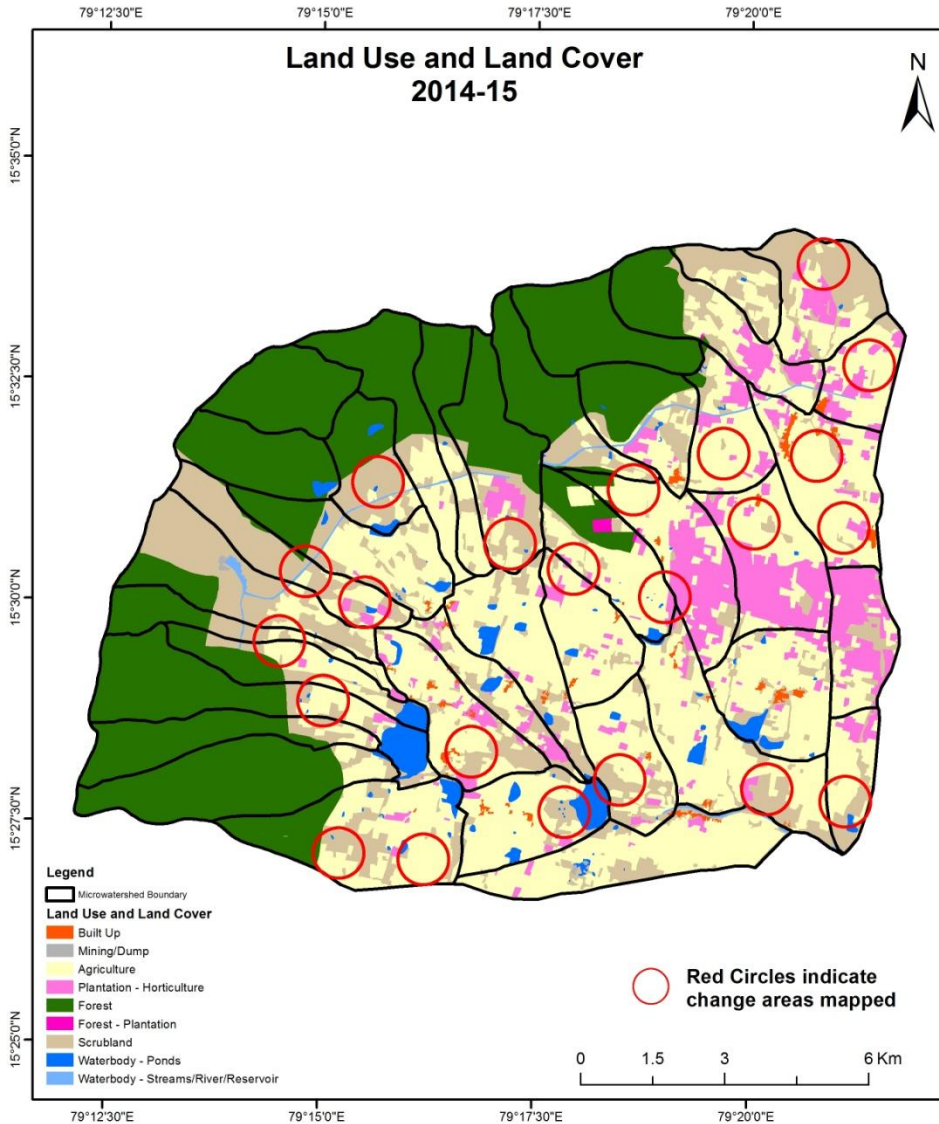 79°12'30"E 79°15'0"E 79°17'30"E 79°20'0"E
Land Use and Land Cover
2014-15
N
15°35'0"N
15°32'30"N
15°30'0"N
15°27'30"N
15°25'0"N
Legend
Microwatershed Boundary
Land Use and Land Cover
Built Up
Mining/Dump
Agriculture
Plantation - Horticulture
Forest
Forest - Plantation
Scrubland
Waterbody - Ponds
Waterbody - Streams/River/Reservoir
Red Circles indicate
change areas mapped
0 1.5 3 6 Km
79°12'30"E 79°15'0"E 79°17'30"E 79°20'0"E